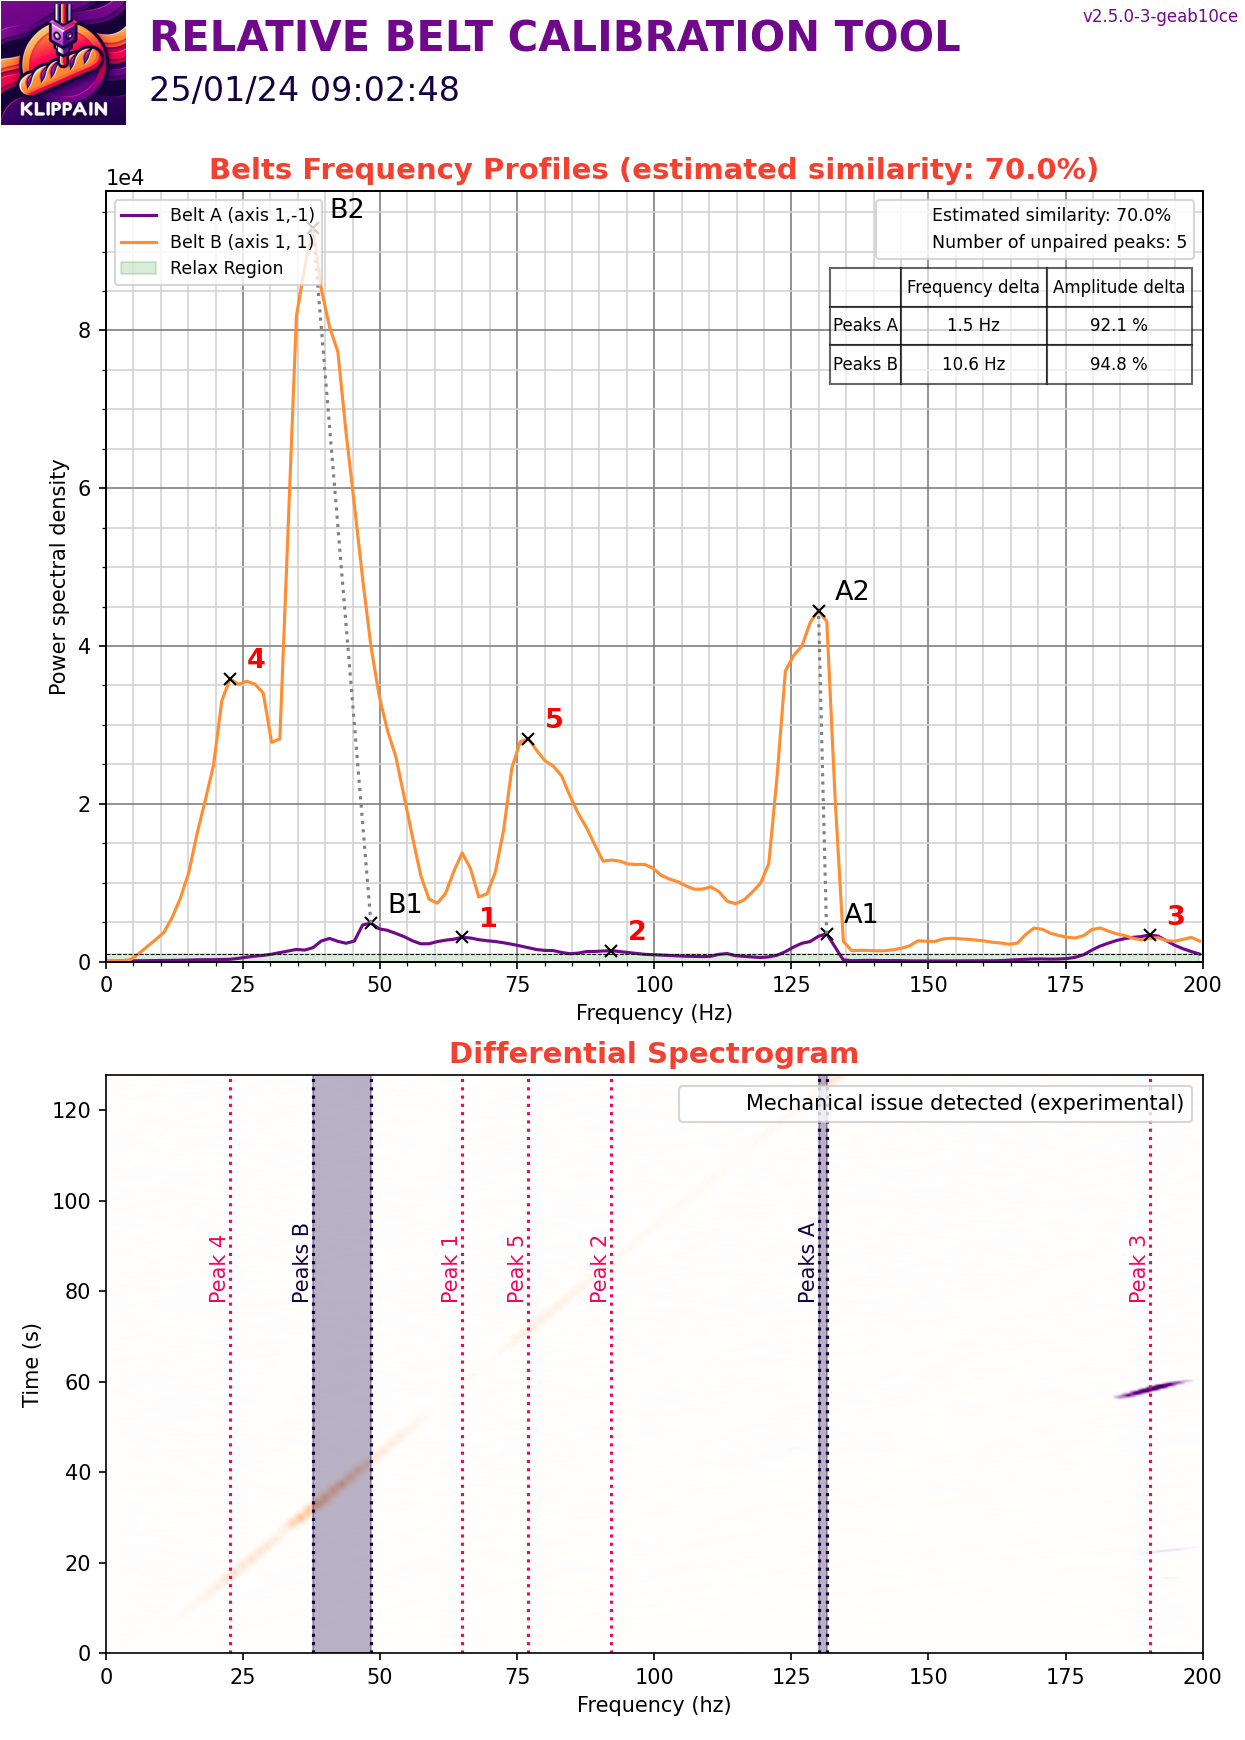 v2.5.0-3-geab10ce
RELATIVE BELT CALIBRATION TOOL
25/01/24 09:02:48
KLIPPAIN
Belts Frequency Profiles (estimated similarity: 70.0%)
1e4
Belt A (axis 1,-1)
Belt B (axis 1, 1)
Relax Region
B2
Estimated similarity: 70.0%
Number of unpaired peaks: 5
Frequency delta Amplitude delta
Peaks A 1.5 Hz 92.1 %
Peaks B 10.6 Hz 94.8 %
Power spectral density
8
6
4
2
0
A2
4
5
B1
1
2
A1
3
0 25 50 75 100 125 150 175 200
Frequency (Hz)
Differential Spectrogram
Mechanical issue detected (experimental)
Time (s)
120
100
80
60
40
20
0
Peak 4
Peaks B
Peak 1
Peak 5
Peak 2
Peaks A
Peak 3
0 25 50 75 100 125 150 175 200
Frequency (hz)